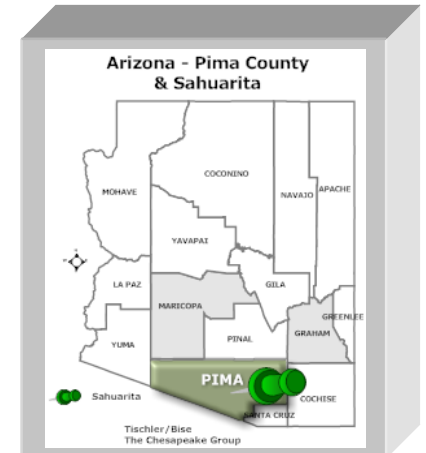 Arizona - Pima County
& Sahuarita
COCONINO
MOHAVE
NAVAJO
APACHE
YAVAPAI
LA PAZ
GILA
MARICOPA
GREENLEE
GRAHAM
PINAL
YUMA
PIMA
COCHISE
Sahuarita
SANTA CRUZ
Tischler/Bise
The Chesapeake Group